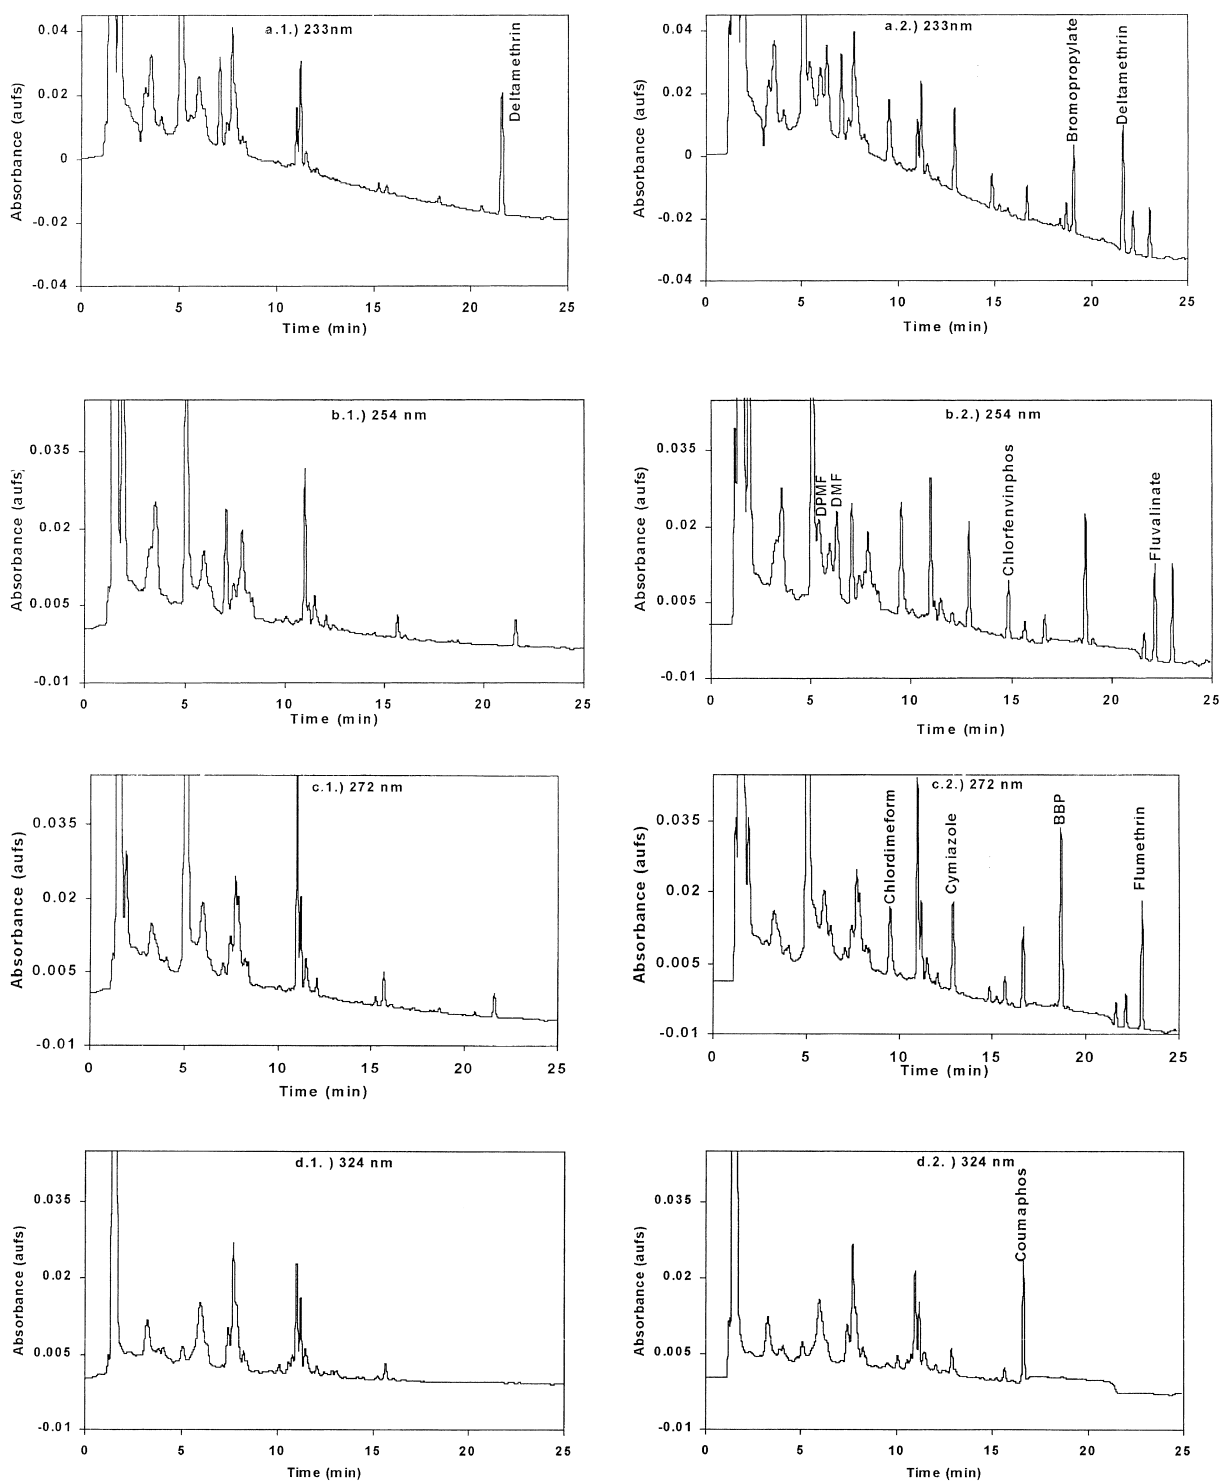 a.1.) 233nm
Deltamethrin
Absorbance (aufs)
0.04
0.02
0
-0.02
-0.04
0 5 10 15 20 25
Time (min)
a.2.) 233nm
Bromopropylate
Deltamethrin
Absorbance (aufs)
0.04
0.02
0
-0.02
-0.04
0 5 10 15 20 25
Time (min)
b.1.) 254 nm
Absorbance (aufs)
0.035
0.02
0.005
-0.01
0 5 10 15 20 25
Time (min)
b.2.) 254 nm
DPMF
DMF
Chlorfenvinphos
Fluvalinate
Absorbance (aufs)
0.035
0.02
0.005
-0.01
0 5 10 15 20 25
Time (min)
c.1.) 272 nm
Absorbance (aufs)
0.035
0.02
0.005
-0.01
0 5 10 15 20 25
Time (min)
c.2.) 272 nm
Chlordimeform
Cymiazole
BBP
Flumethrin
Absorbance (aufs)
0.035
0.02
0.005
-0.01
0 5 10 15 20 25
Time (min)
d.1. ) 324 nm
Absorbance (aufs)
0.035
0.02
0.005
-0.01
0 5 10 15 20 25
Time (min)
d.2. ) 324 nm
Coumaphos
Absorbance (aufs)
0.035
0.02
0.005
-0.01
0 5 10 15 20 25
Time (min)